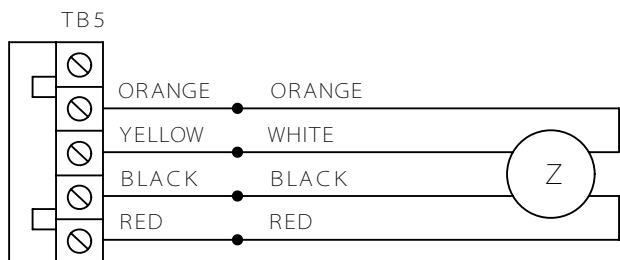 TB5
ORANGE ORANGE
YELLOW WHITE
BLACK BLACK
RED RED
Z